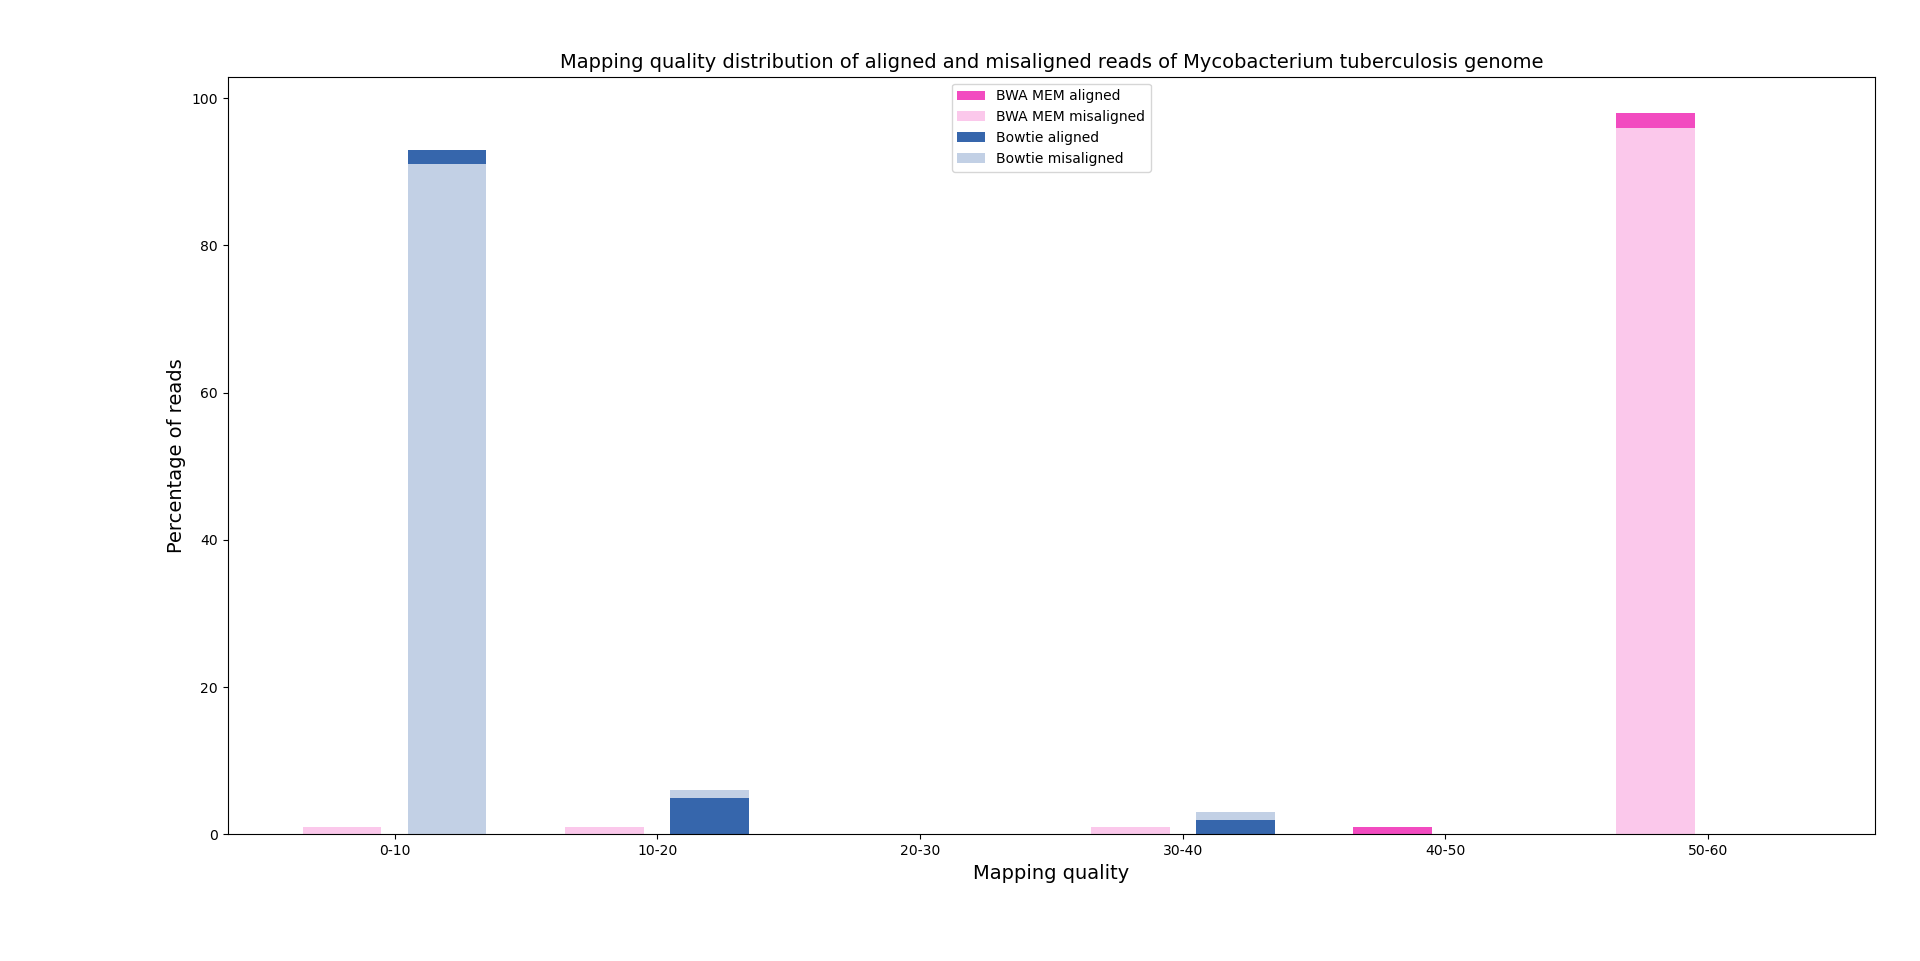 Mapping quality distribution of aligned and misaligned reads of Mycobacterium tuberculosis genome
BWA MEM aligned
BWA MEM misaligned
Bowtie aligned
Bowtie misaligned
Percentage of reads
100
80
60
40
20
0
0-10 10-20 20-30 30-40 40-50 50-60
Mapping quality